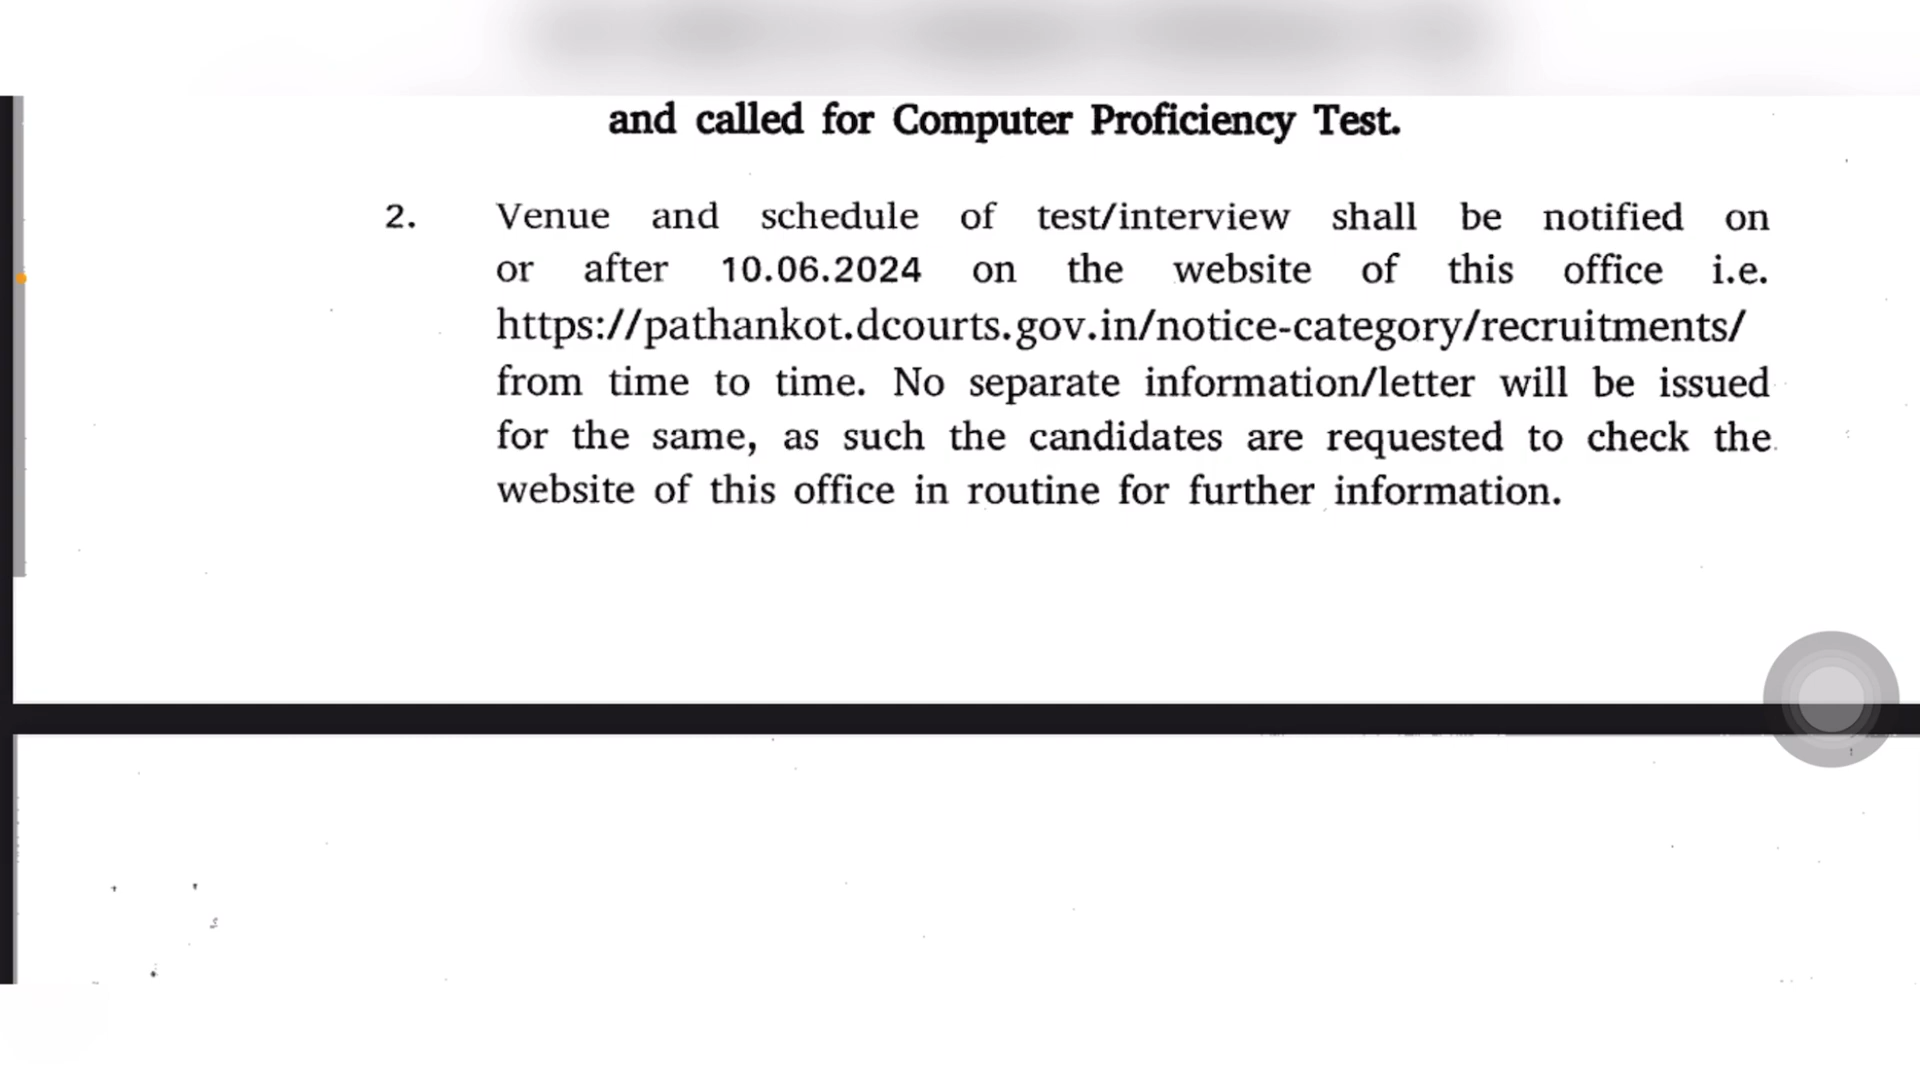 and called for Computer Proficiency Test.
2. Venue and schedule of test/interview shall be notified on
or after 10.06.2024 on the website of this office i.e.
https://pathankot.dcourts.gov.in/notice-category/recruitments/
from time to time. No separate information/letter will be issued
for the same, as such the candidates are requested to check the
website of this office in routine for further information.